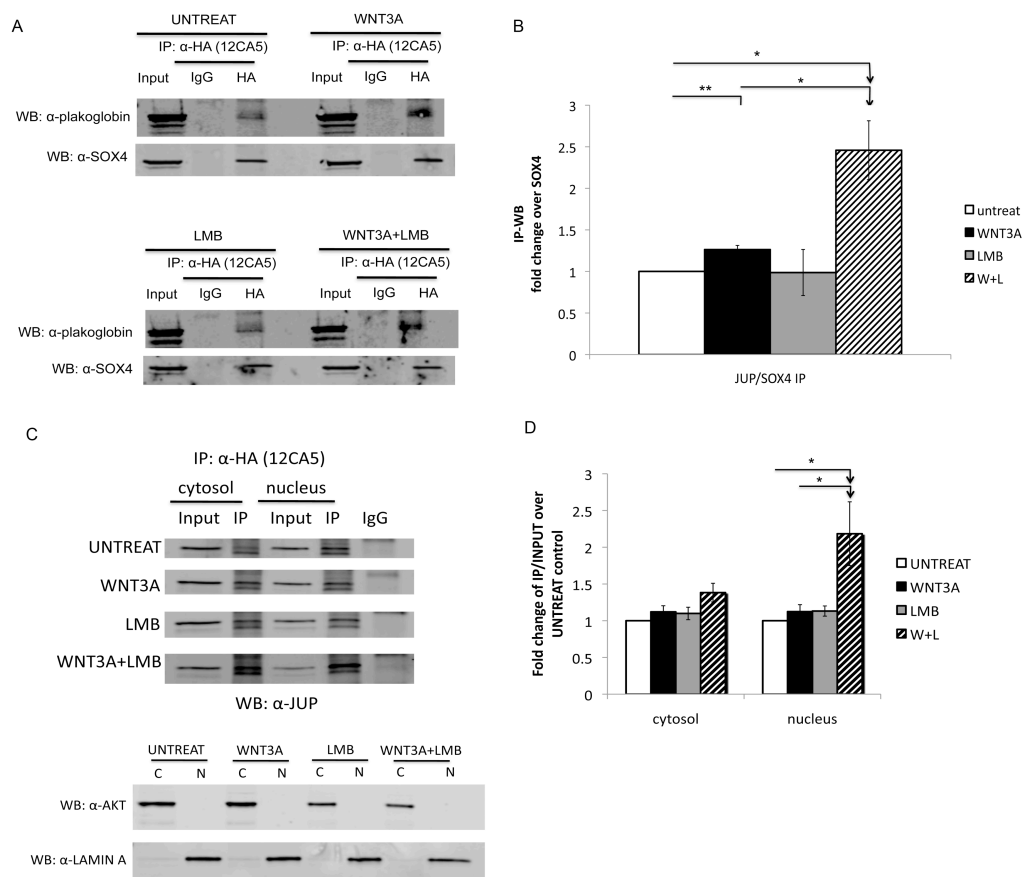 A
UNTREAT WNT3A
IP: α-HA (12CA5) IP: α-HA (12CA5)
Input IgG HA Input IgG HA
WB: α-plakoglobin
WB: α-SOX4
LMB WNT3A+LMB
IP: α-HA (12CA5) IP: α-HA (12CA5)
Input IgG HA Input IgG HA
WB: α-plakoglobin
WB: α-SOX4
B
*
** *
IP-WB
fold change over SOX4
3
2.5
2
1.5
1
0.5
0
JUP/SOX4 IP
untreat
WNT3A
LMB
W+L
C
IP: α-HA (12CA5)
cytosol nucleus
Input IP Input IP IgG
UNTREAT
WNT3A
LMB
WNT3A+LMB
WB: α-JUP
UNTREAT WNT3A LMB WNT3A+LMB
C N C N C N C N
WB: α-AKT
WB: α-LAMIN A
D
*
*
Fold change of IP/INPUT over
UNTREAT control
3
2.5
2
1.5
1
0.5
0
cytosol nucleus
UNTREAT
WNT3A
LMB
W+L